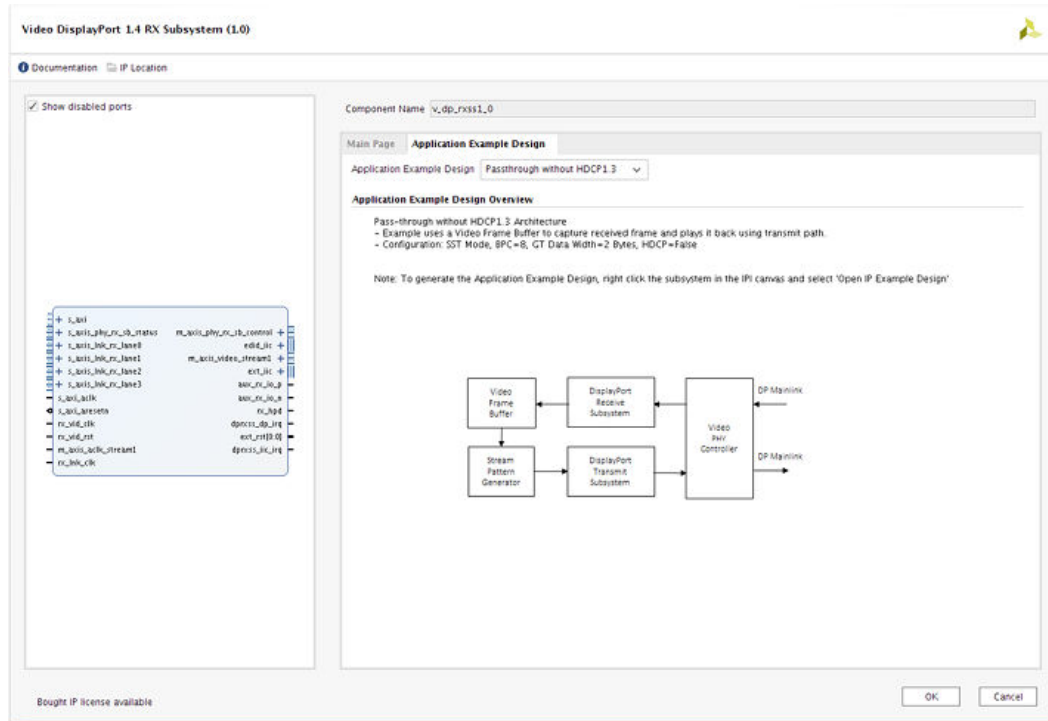 Video DisplayPort 1.4 RX Subsystem (1.0)
Documentation IP Location
Show disabled ports
s_axi
s_axis_phy_rx_sb_status
s_axis_lnk_rx_lane0
s_axis_lnk_rx_lane1
s_axis_lnk_rx_lane2
s_axis_lnk_rx_lane3
s_axi_aclk
s_axi_aresetn
rx_vid_clk
rx_vid_rst
m_axis_aclk_stream1
rx_lnk_clk
m_axis_phy_rx_sb_control
edid_iic
m_axis_video_stream1
ext_iic
aux_rx_io_p
aux_rx_io_n
rx_hpd
dprxss_dp_irq
ext_rst[0:0]
dprxss_iic_irq
Component Name v_dp_rxss1_0
Main Page Application Example Design
Application Example Design Passthrough without HDCP1.3
Application Example Design Overview
Pass-through without HDCP1.3 Architecture
- Example uses a Video Frame Buffer to capture received frame and plays it back using transmit path.
- Configuration: SST Mode, BPC=8, GT Data Width=2 Bytes, HDCP=False
Note: To generate the Application Example Design, right click the subsystem in the IPI canvas and select 'Open IP Example Design'
Video
Frame
Buffer
DisplayPort
Receive
Subsystem
Video
PHY
Controller
DP Mainlink
Stream
Pattern
Generator
DisplayPort
Transmit
Subsystem
DP Mainlink
Bought IP license available
OK Cancel